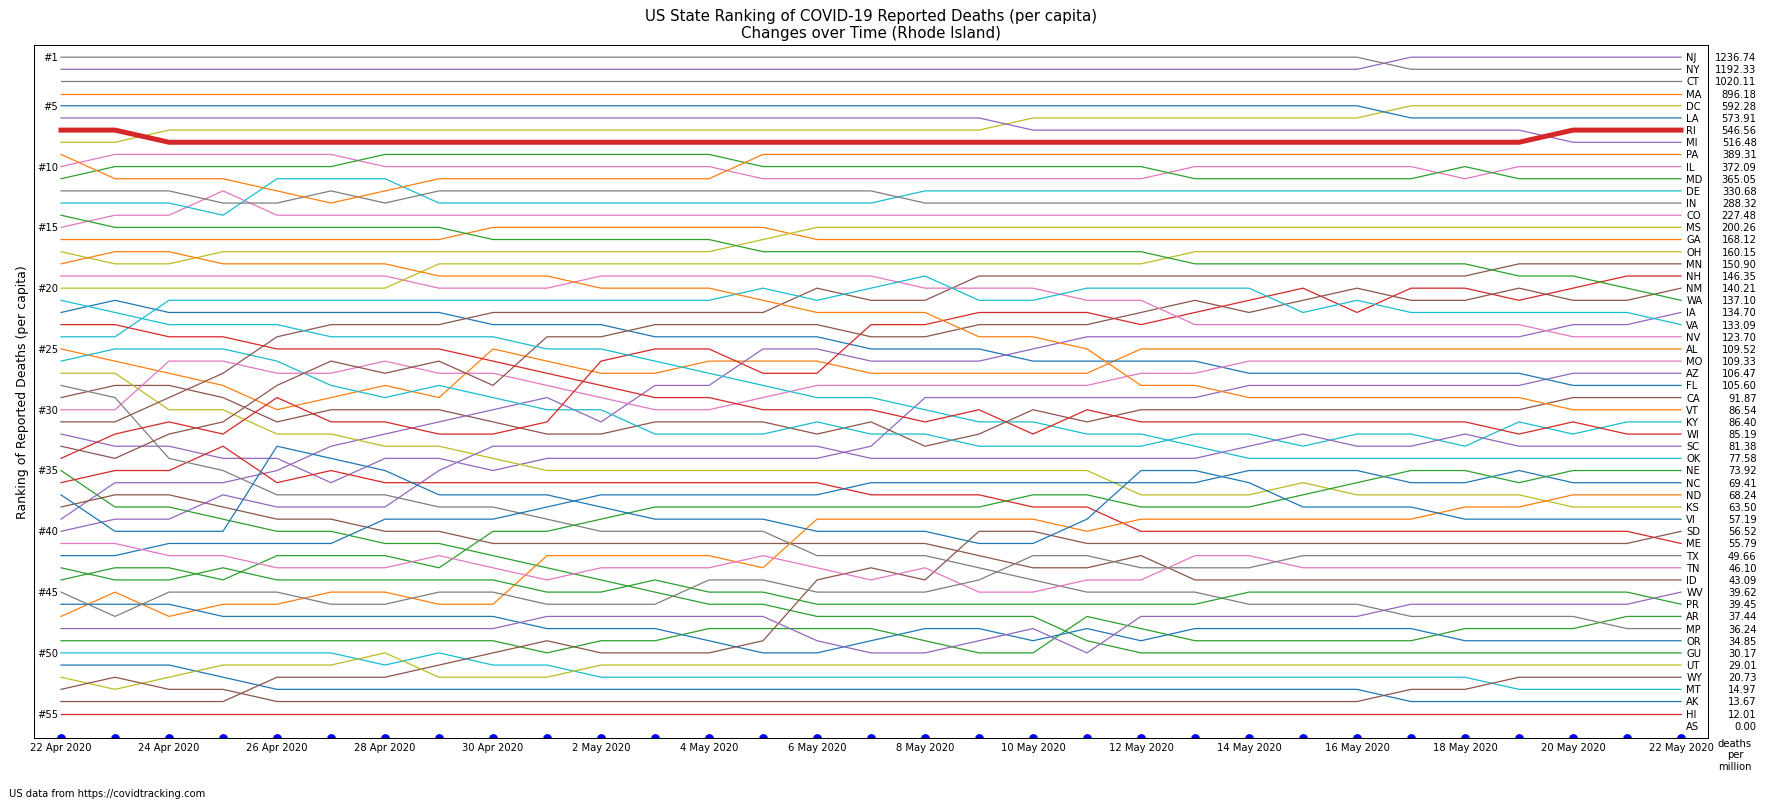 US State Ranking of COVID-19 Reported Deaths (per capita)
Changes over Time (Rhode Island)
Ranking of Reported Deaths (per capita)
#1
#5
#10
#15
#20
#25
#30
#35
#40
#45
#50
#55
NJ 1236.74
NY 1192.33
CT 1020.11
MA 896.18
DC 592.28
LA 573.91
RI 546.56
MI 516.48
PA 389.31
IL 372.09
MD 365.05
DE 330.68
IN 288.32
CO 227.48
MS 200.26
GA 168.12
OH 160.15
MN 150.90
NH 146.35
NM 140.21
WA 137.10
IA 134.70
VA 133.09
NV 123.70
AL 109.52
MO 109.33
AZ 106.47
FL 105.60
CA 91.87
VT 86.54
KY 86.40
WI 85.19
SC 81.38
OK 77.58
NE 73.92
NC 69.41
ND 68.24
KS 63.50
VI 57.19
SD 56.52
ME 55.79
TX 49.66
TN 46.10
ID 43.09
WV 39.62
PR 39.45
AR 37.44
MP 36.24
OR 34.85
GU 30.17
UT 29.01
WY 20.73
MT 14.97
AK 13.67
HI 12.01
AS 0.00
22 Apr 2020 24 Apr 2020 26 Apr 2020 28 Apr 2020 30 Apr 2020 2 May 2020 4 May 2020 6 May 2020 8 May 2020 10 May 2020 12 May 2020 14 May 2020 16 May 2020 18 May 2020 20 May 2020 22 May 2020
deaths
per
million
US data from https://covidtracking.com